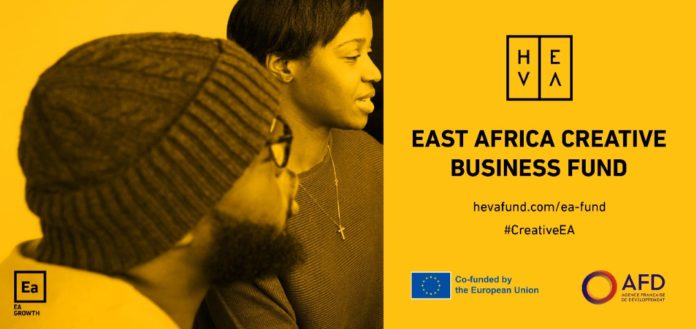 H E
V A
EAST AFRICA CREATIVE
BUSINESS FUND
hevafund.com/ea-fund
#CreativeEA
Co-funded by
the European Union
AFD
AGENCE FRANÇAISE
DE DÉVELOPPEMENT
Ea
EA
GROWTH